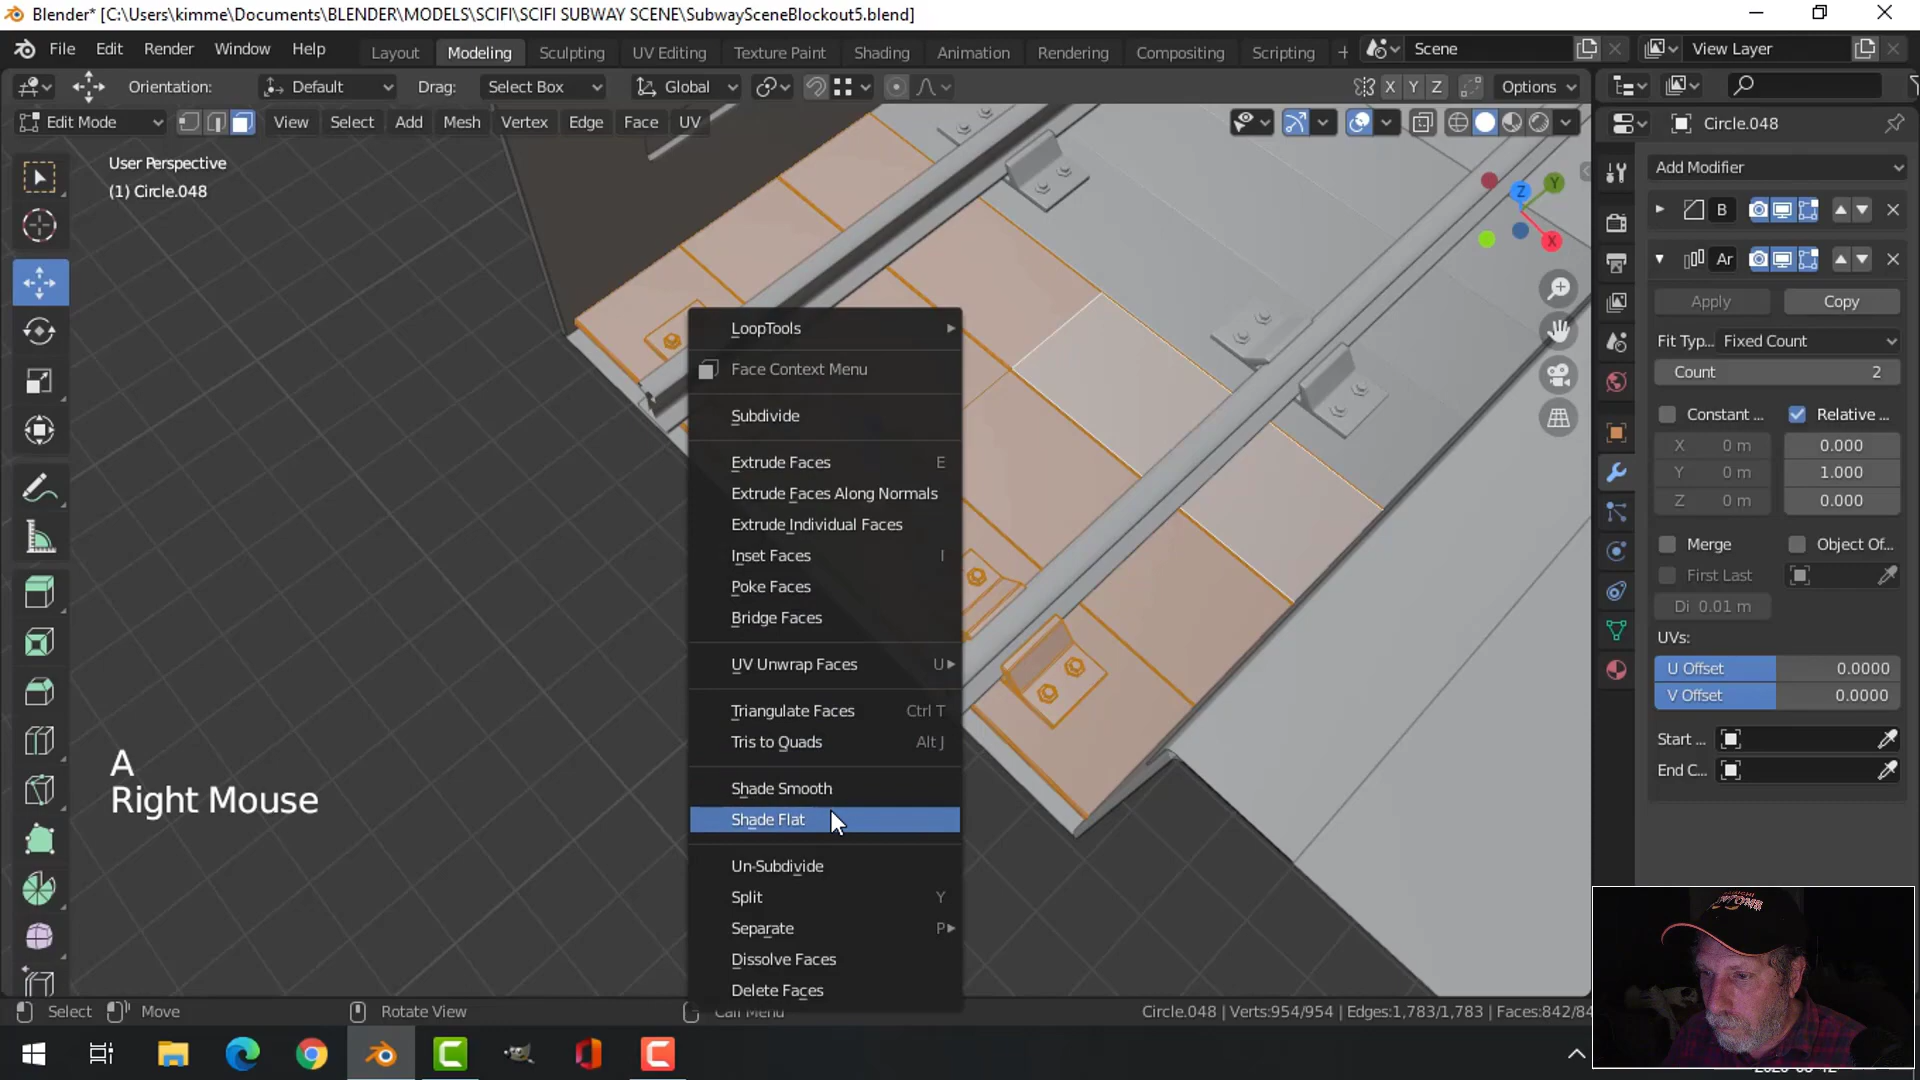 Blender* [C:\Users\kimme\Documents\BLENDER\MODELS\SCIFI\SCIFI SUBWAY SCENE\SubwaySceneBlockout5.blend]
File Edit Render Window Help
Layout Modeling Sculpting UV Editing Texture Paint Shading Animation Rendering Compositing Scripting +
Scene
View Layer
Orientation: Default Drag: Select Box Global X Y Z Options
Edit Mode View Select Add Mesh Vertex Edge Face UV
Circle.048
User Perspective
(1) Circle.048
Z Y X
Add Modifier
B
Ar
Apply Copy
Fit Typ... Fixed Count
Count 2
Constant ... Relative ...
X 0 m 0.000
Y 0 m 1.000
Z 0 m 0.000
Merge Object Of...
First Last
Di 0.01 m
UVs:
U Offset 0.0000
V Offset 0.0000
Start ...
End C...
LoopTools
Face Context Menu
Subdivide
Extrude Faces E
Extrude Faces Along Normals
Extrude Individual Faces
Inset Faces I
Poke Faces
Bridge Faces
UV Unwrap Faces U
Triangulate Faces Ctrl T
Tris to Quads Alt J
Shade Smooth
Shade Flat
Un-Subdivide
Split Y
Separate P
Dissolve Faces
Delete Faces
A
Right Mouse
Select Move Rotate View Call Menu
Circle.048 | Verts:954/954 | Edges:1,783/1,783 | Faces:842/84